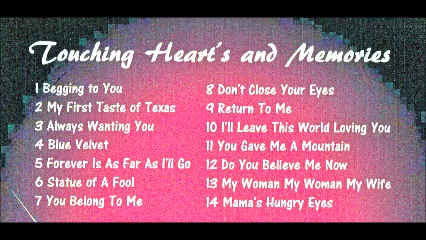 Touching Heart's and Memories
1 Begging to You
2 My First Taste of Texas
3 Always Wanting You
4 Blue Velvet
5 Forever Is As Far As I'll Go
6 Statue of A Fool
7 You Belong To Me
8 Don't Close Your Eyes
9 Return To Me
10 I'll Leave This World Loving You
11 You Gave Me A Mountain
12 Do You Believe Me Now
13 My Woman My Woman My Wife
14 Mama's Hungry Eyes